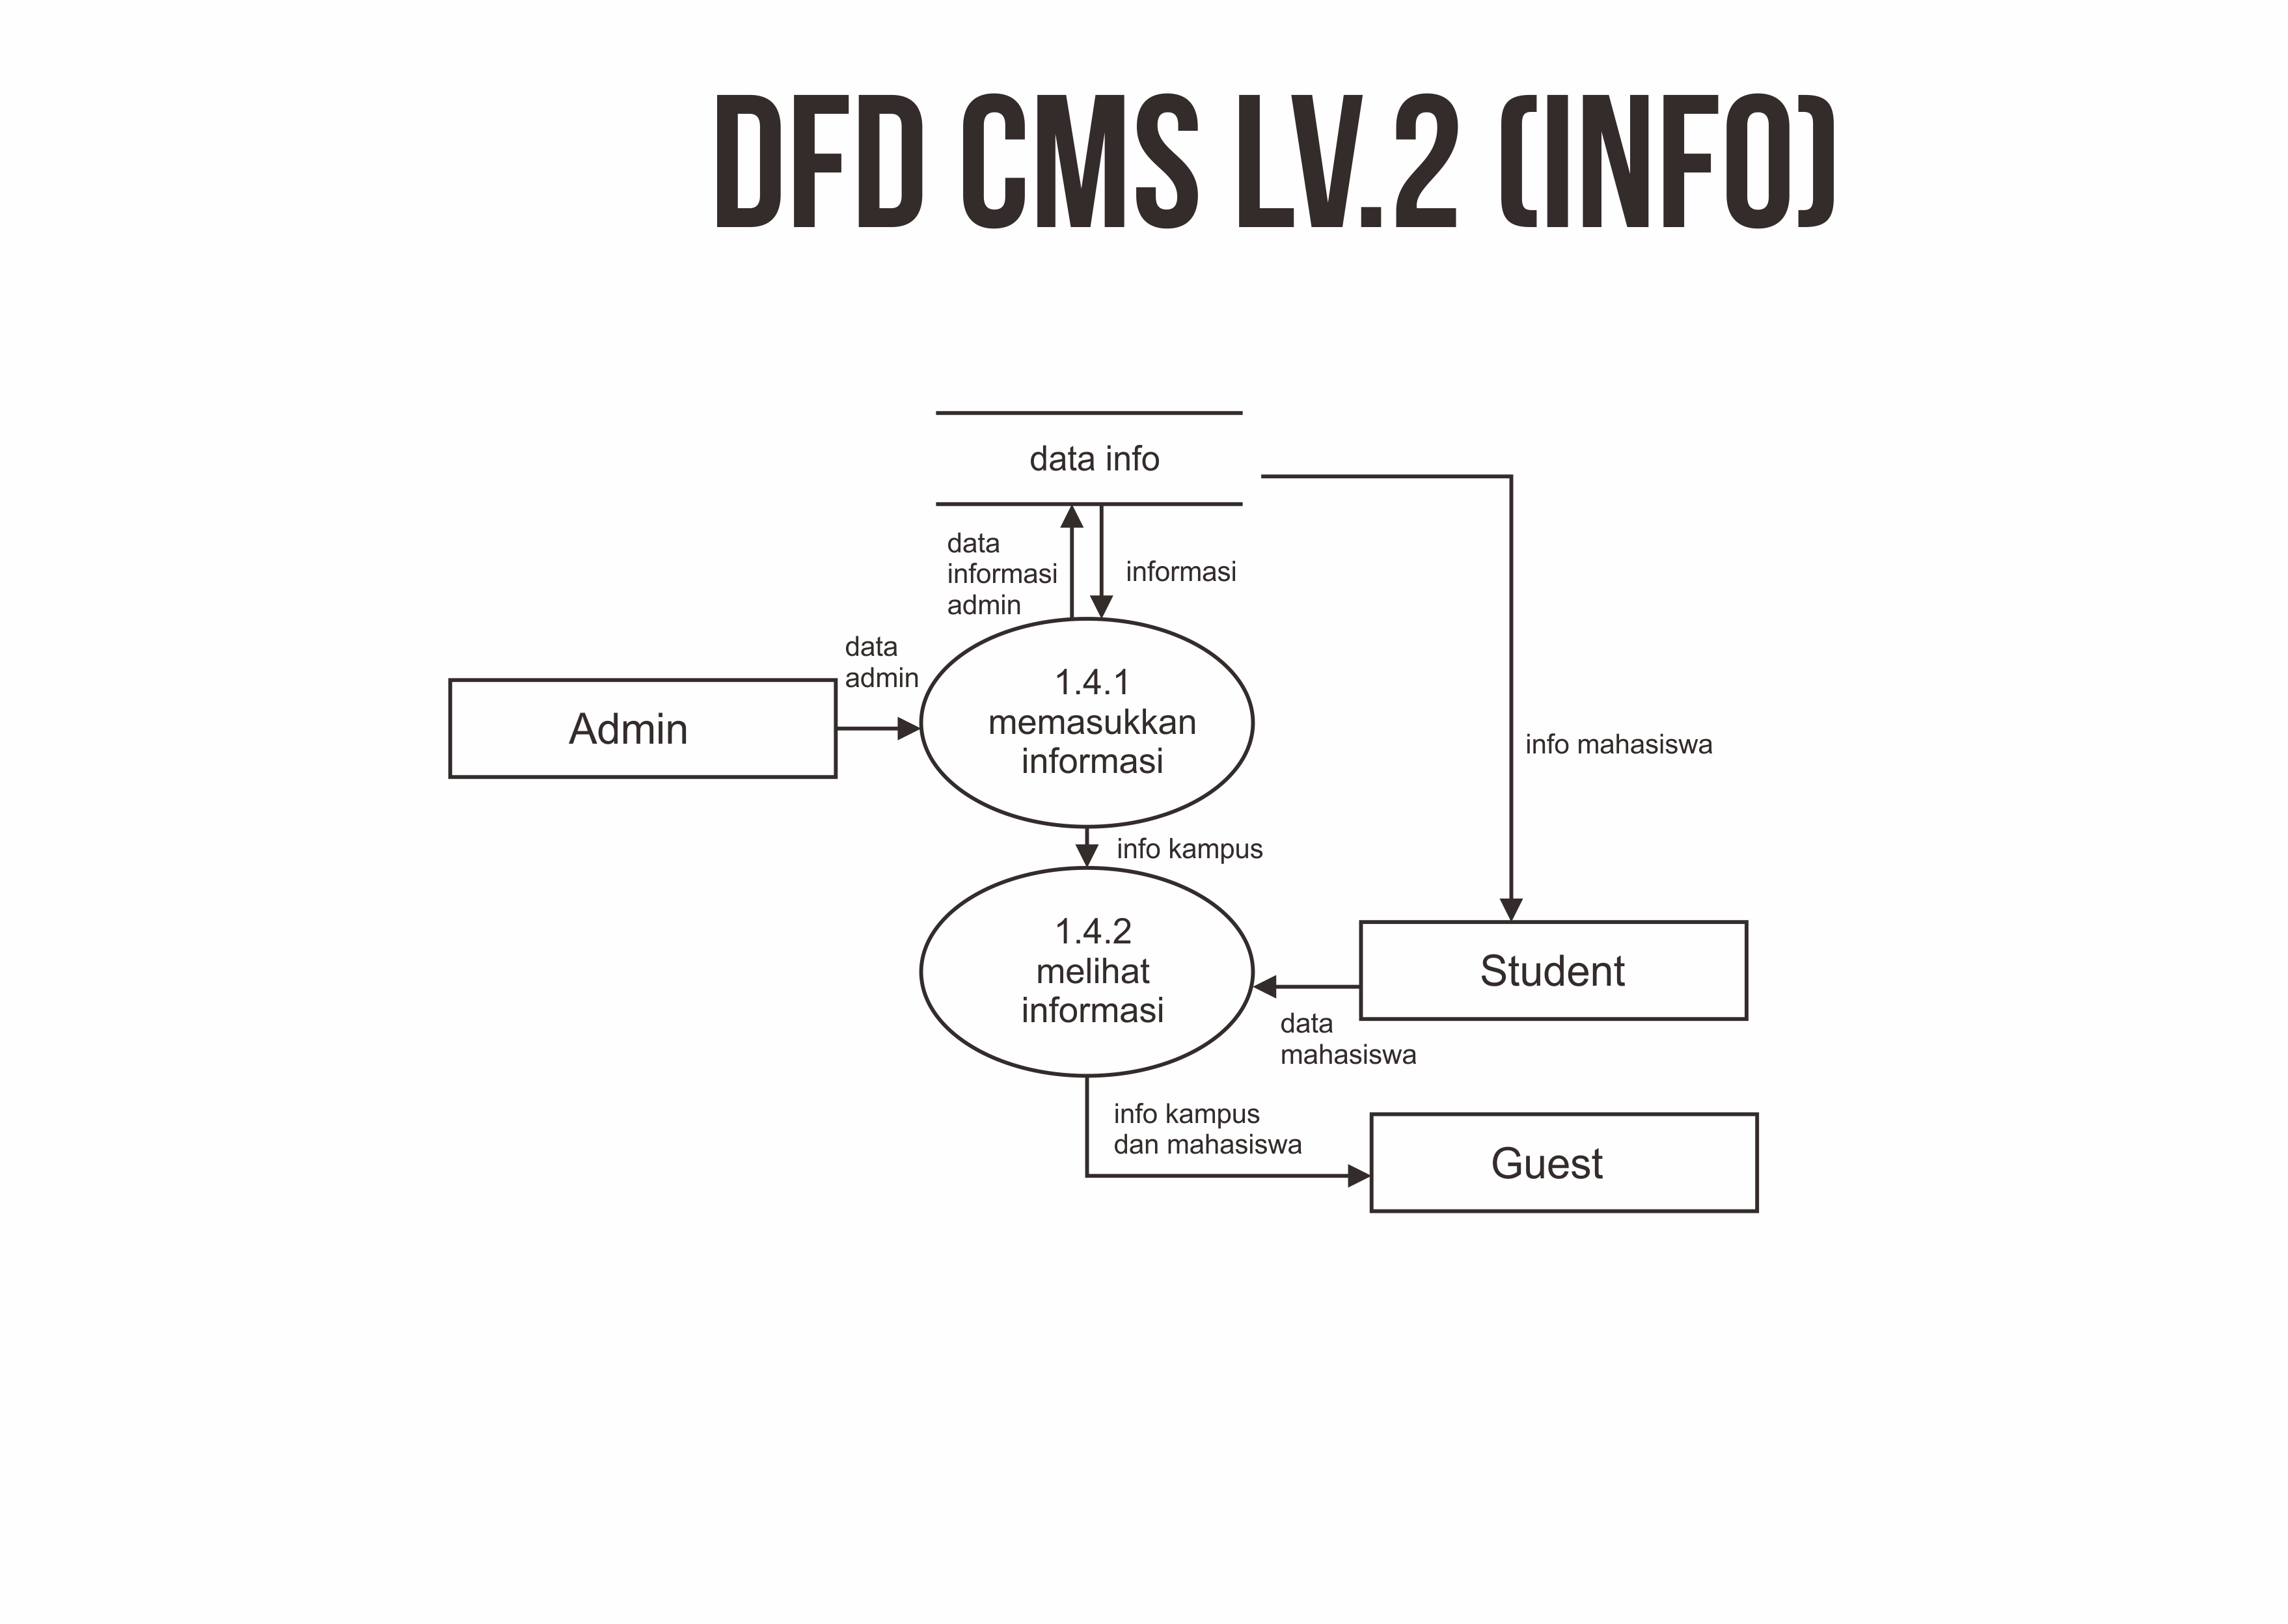 DFD CMS LV.2 (INFO)
data info
data
informasi
admin
informasi
data
admin
Admin
1.4.1
memasukkan
informasi
info mahasiswa
info kampus
1.4.2
melihat
informasi
Student
data
mahasiswa
info kampus
dan mahasiswa
Guest